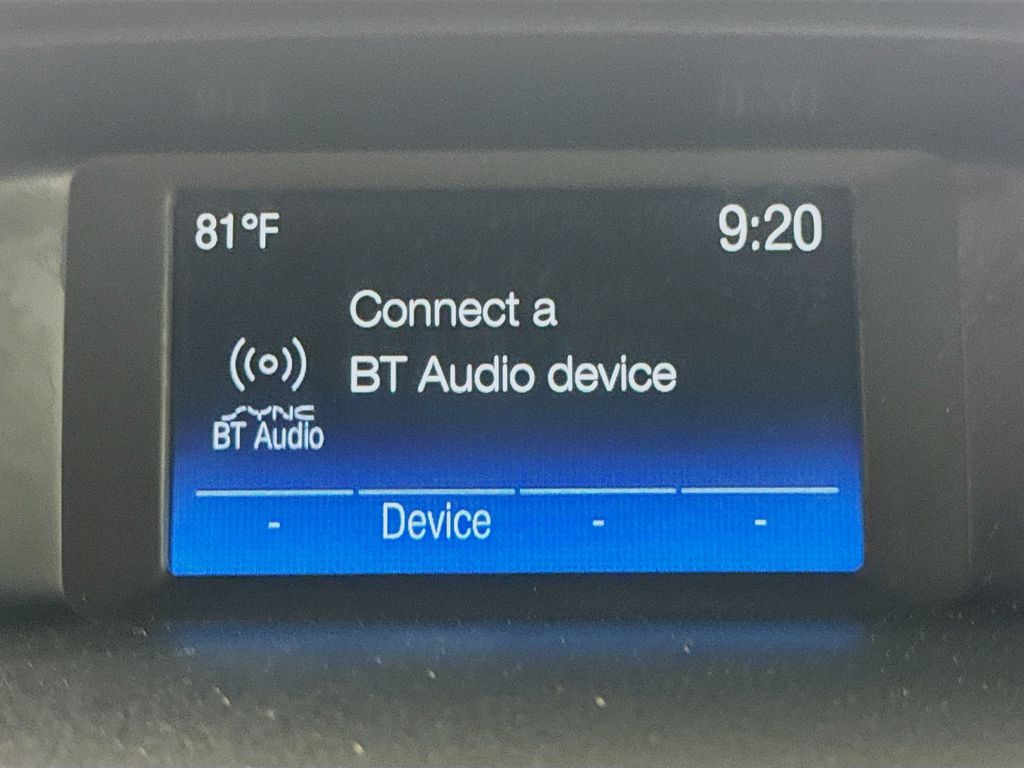 81°F
9:20
Connect a
BT Audio device
SYNC
BT Audio
- Device - -